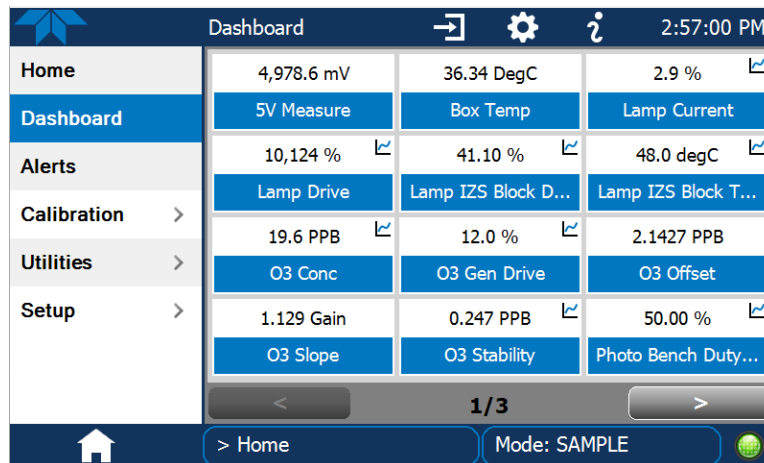 Dashboard 2:57:00 PM
Home
Dashboard
Alerts
Calibration >
Utilities >
Setup >
4,978.6 mV 36.34 DegC 2.9 %
5V Measure Box Temp Lamp Current
10,124 % 41.10 % 48.0 degC
Lamp Drive Lamp IZS Block D... Lamp IZS Block T...
19.6 PPB 12.0 % 2.1427 PPB
O3 Conc O3 Gen Drive O3 Offset
1.129 Gain 0.247 PPB 50.00 %
O3 Slope O3 Stability Photo Bench Duty...
< 1/3 >
> Home Mode: SAMPLE